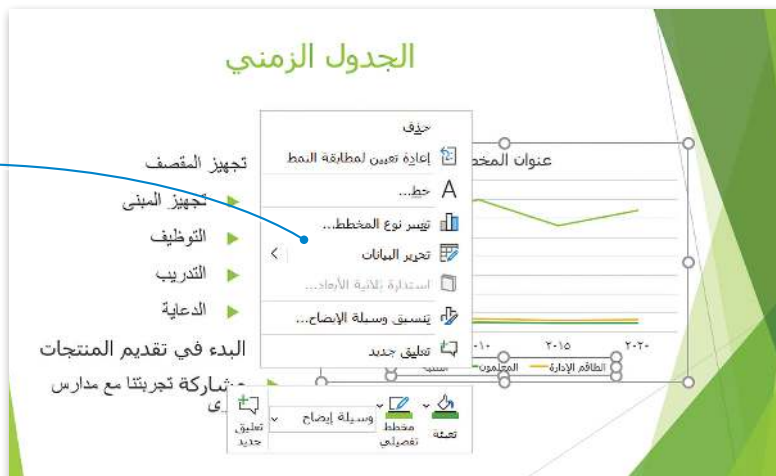 الجدول الزمني
تجهيز المقصف
تجهيز المبنى
التوظيف
التدريب
الدعاية
البدء في تقديم المنتجات
مشاركة تجربتنا مع مدارس
عنوان المخط
٢٠١٠ ٢٠١٥ ٢٠٢٠
الطاقم الإدارة المعلمون
حذف
إعادة تعيين لمطابقة النمط
خط...
تغيير نوع المخطط...
تحرير البيانات
استدارة ثلاثية الأبعاد...
تنسيق وسيلة الإيضاح...
تعليق جديد
تعبئة
مخطط تفصيلي
وسيلة إيضاح
تعليق جديد